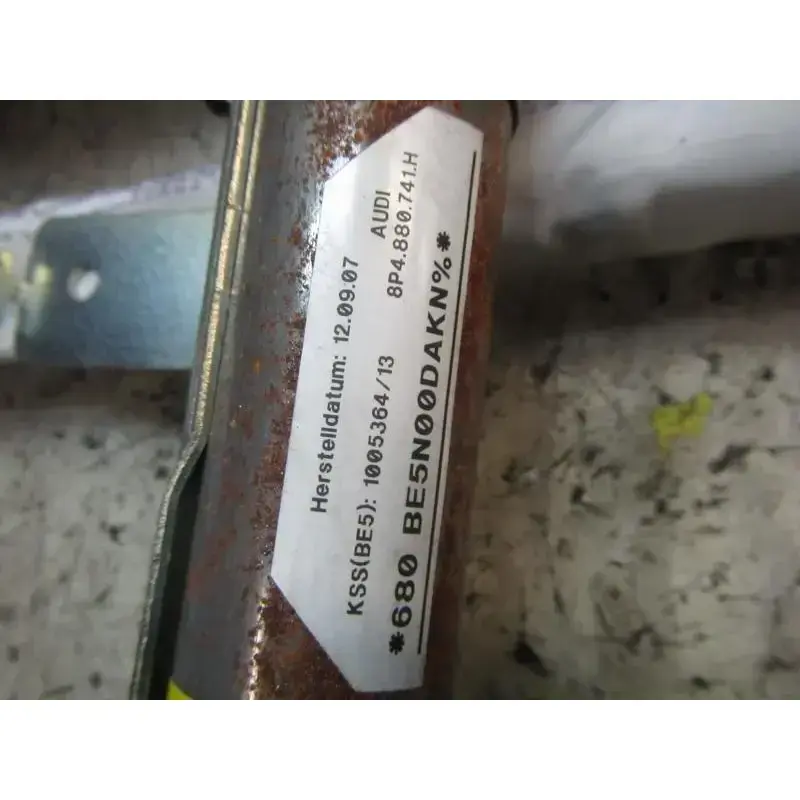 Herstelldatum: 12.09.07 AUDI
KSS(BE5): 1005364/13 8P4.880.741.H
*680 BE5N00DAKN%*